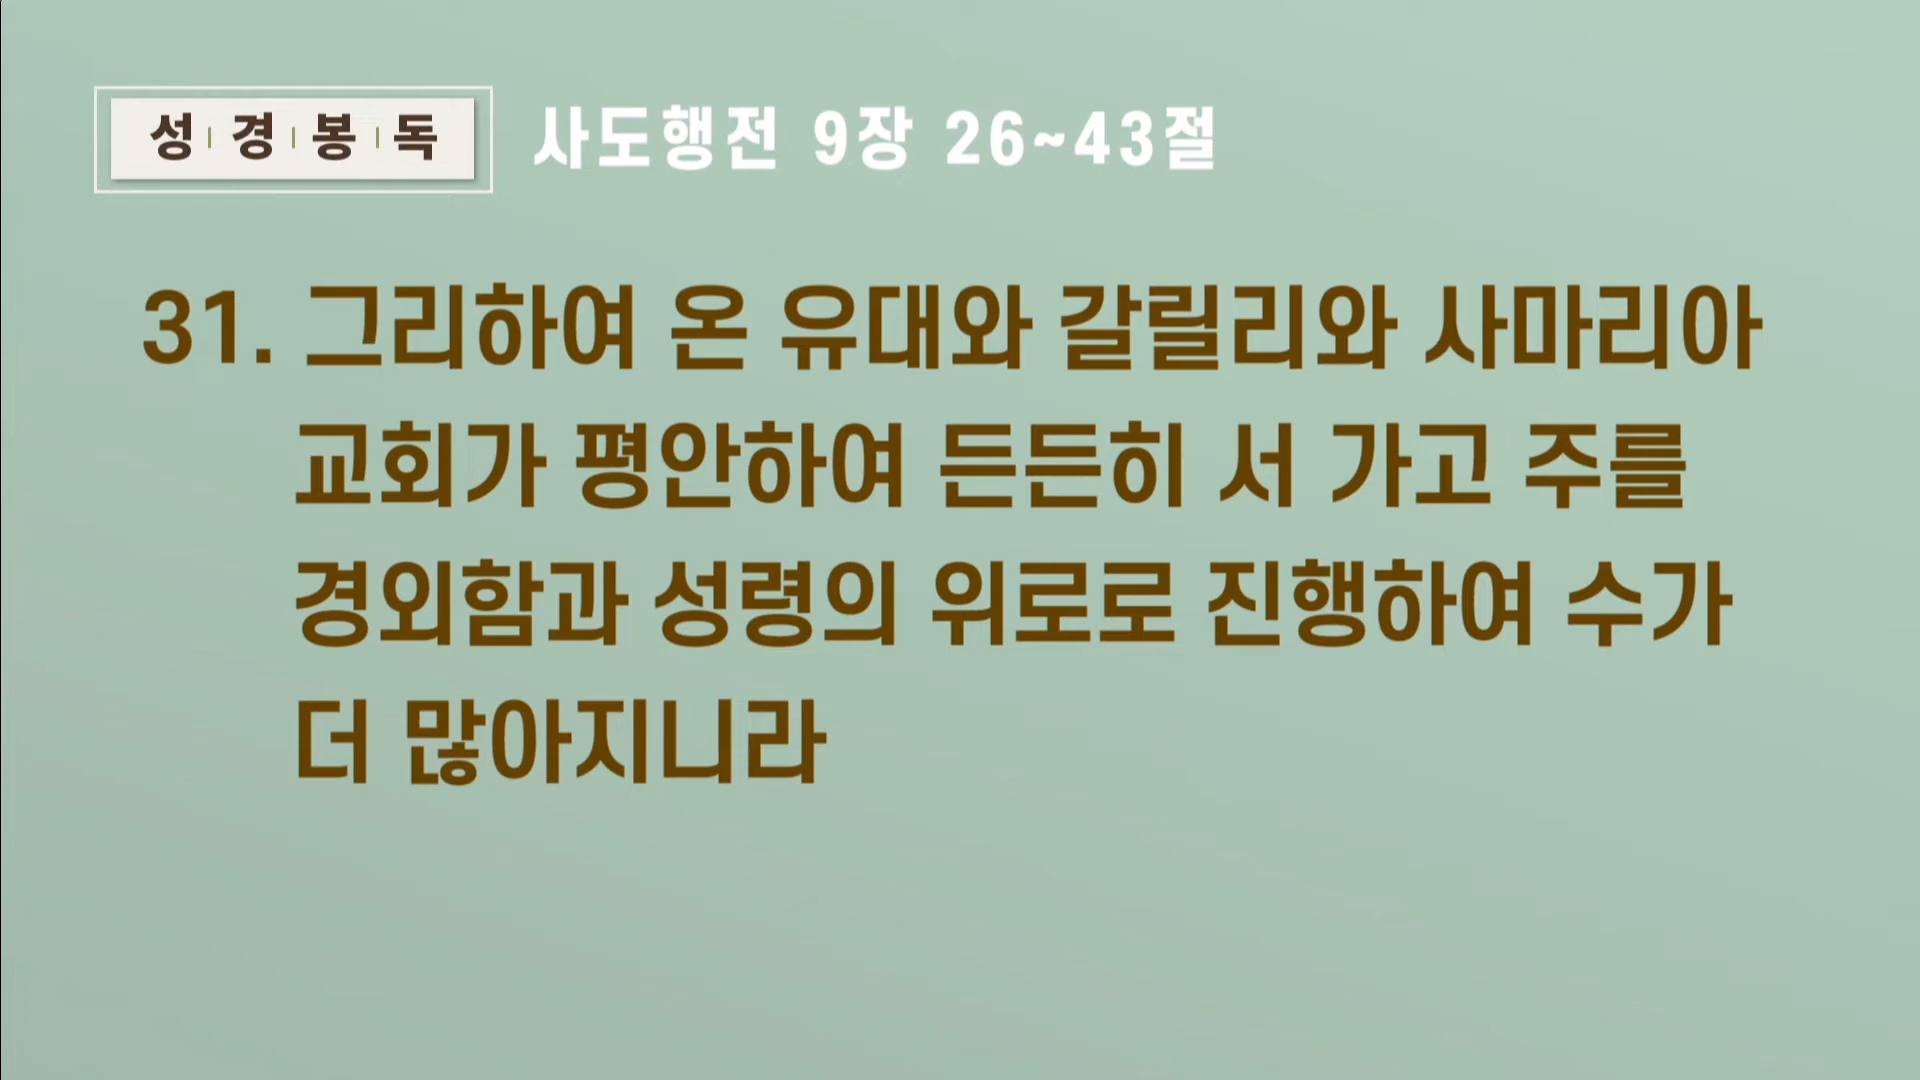 성경봉독 사도행전 9장 26~43절
31. 그리하여 온 유대와 갈릴리와 사마리아
교회가 평안하여 든든히 서 가고 주를
경외함과 성령의 위로로 진행하여 수가
더 많아지니라